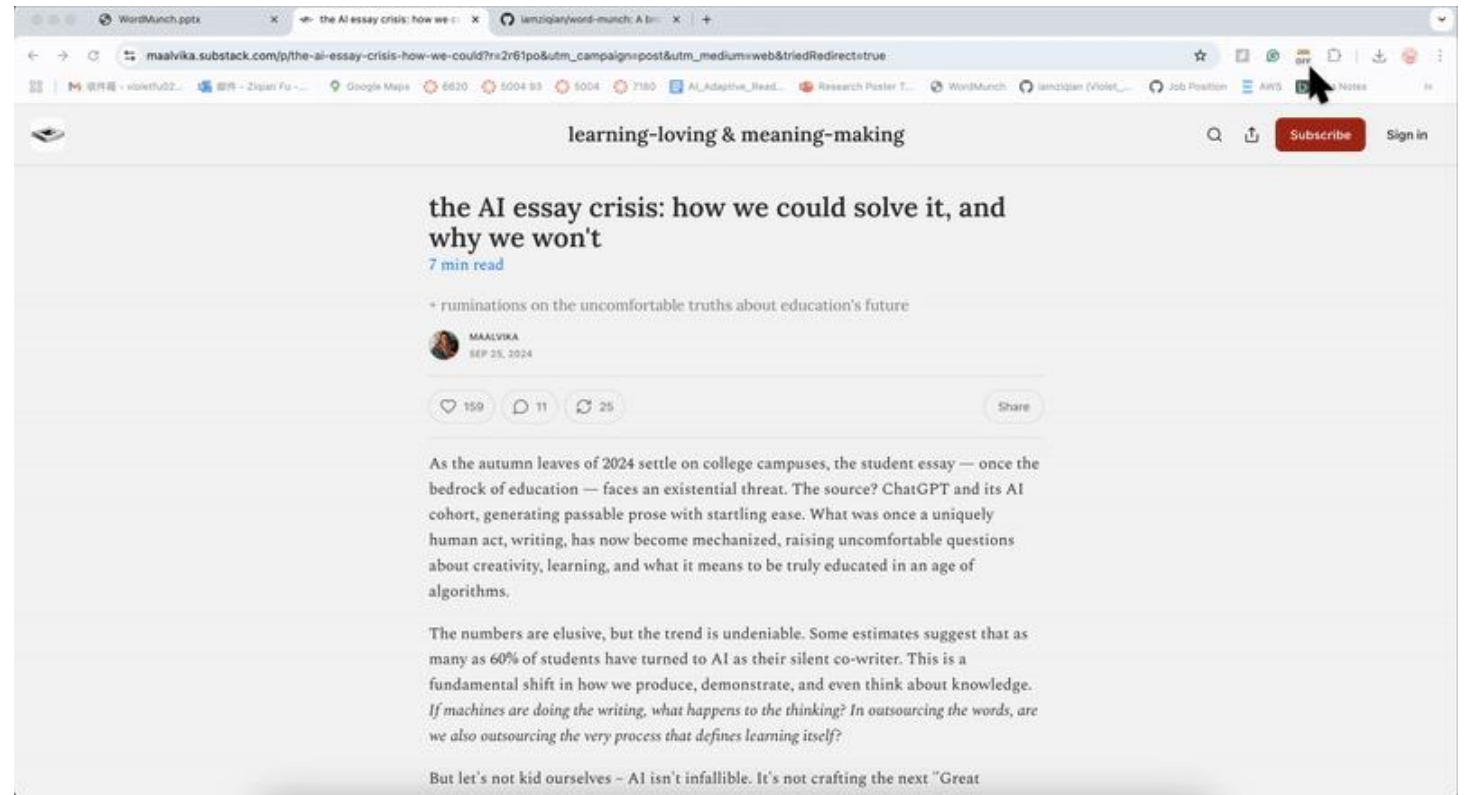 WordMunch.pptx
the AI essay crisis: how we c
iamziqian/word-munch: A br
maalvika.substack.com/p/the-ai-essay-crisis-how-we-could?r=2r61po&utm_campaign=post&utm_medium=web&triedRedirect=true
OFF
violetfu02...
Ziqian Fu -...
Google Maps
6620
5004
7180
AI_Adaptive_Read...
Research Poster T...
WordMunch
iamziqian (Violet_...
Job Position
AWS
Notes
learning-loving & meaning-making
Subscribe
Sign in
the AI essay crisis: how we could solve it, and
why we won't
7 min read
+ ruminations on the uncomfortable truths about education's future
MAALVIKA
SEP 25, 2024
159
11
25
Share
As the autumn leaves of 2024 settle on college campuses, the student essay — once the
bedrock of education — faces an existential threat. The source? ChatGPT and its AI
cohort, generating passable prose with startling ease. What was once a uniquely
human act, writing, has now become mechanized, raising uncomfortable questions
about creativity, learning, and what it means to be truly educated in an age of
algorithms.
The numbers are elusive, but the trend is undeniable. Some estimates suggest that as
many as 60% of students have turned to AI as their silent co-writer. This is a
fundamental shift in how we produce, demonstrate, and even think about knowledge.
If machines are doing the writing, what happens to the thinking? In outsourcing the words, are
we also outsourcing the very process that defines learning itself?
But let's not kid ourselves – AI isn't infallible. It's not crafting the next "Great